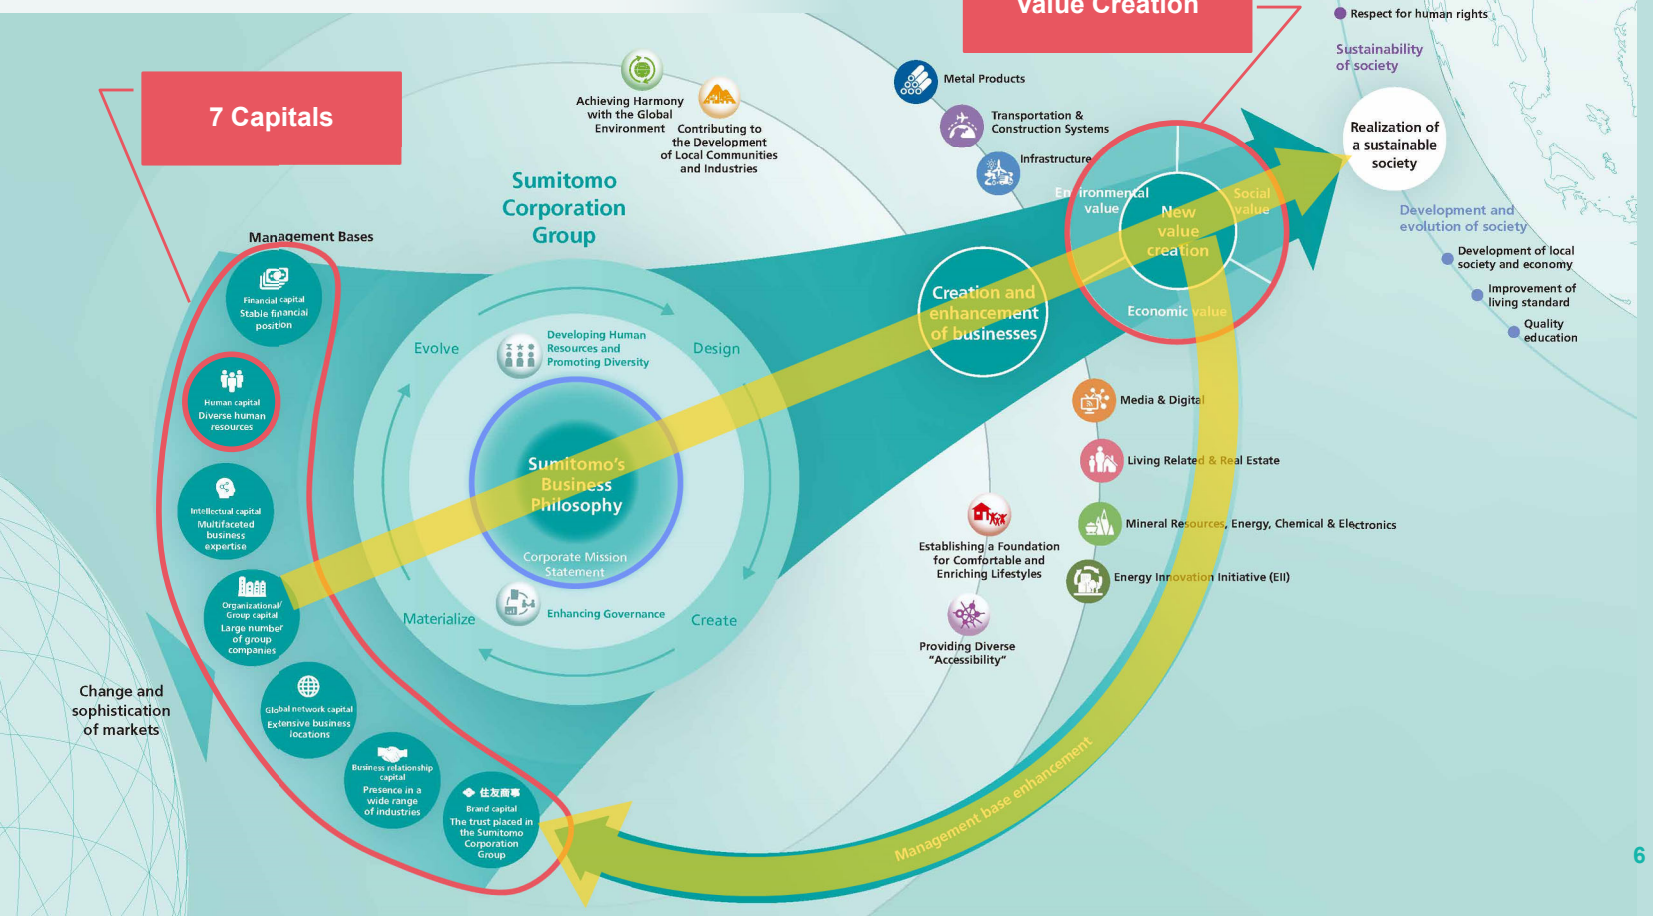 Value Creation
Respect for human rights
Sustainability
of society
7 Capitals
Achieving Harmony
with the Global
Environment
Contributing to
the Development
of Local Communities
and Industries
Metal Products
Transportation &
Construction Systems
Infrastructure
Realization of
a sustainable
society
Environmental
value
Social
value
New
value
creation
Economic value
Development and
evolution of society
Development of local
society and economy
Improvement of
living standard
Quality
education
Sumitomo
Corporation
Group
Management Bases
Financial capital
Stable financial
position
Human capital
Diverse human
resources
Intellectual capital
Multifaceted
business
expertise
Organizational/
Group capital
Large number
of group
companies
Global network capital
Extensive business
locations
Business relationship
capital
Presence in a
wide range
of industries
住友商事
Brand capital
The trust placed in
the Sumitomo
Corporation
Group
Change and
sophistication
of markets
Evolve
Design
Developing Human
Resources and
Promoting Diversity
Sumitomo's
Business
Philosophy
Corporate Mission
Statement
Enhancing Governance
Materialize
Create
Creation and
enhancement
of businesses
Media & Digital
Living Related & Real Estate
Mineral Resources, Energy, Chemical & Electronics
Energy Innovation Initiative (EII)
Establishing a Foundation
for Comfortable and
Enriching Lifestyles
Providing Diverse
“Accessibility”
Management base enhancement
6